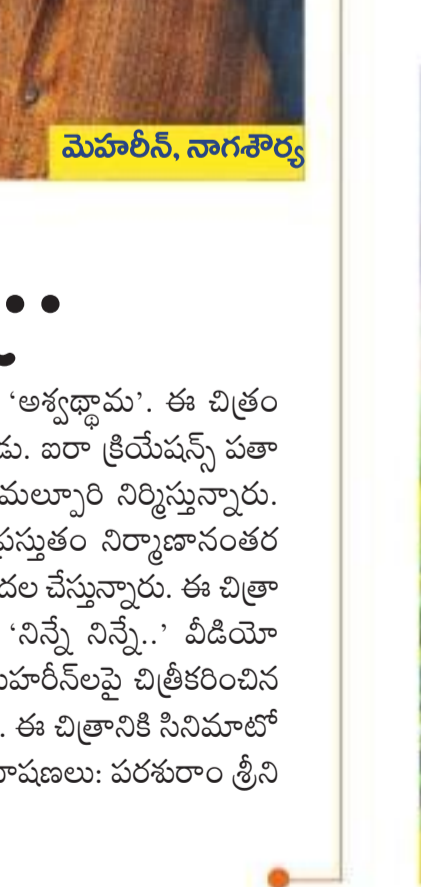 మెహరీన్, నాగశౌర్య
..
‘అశ్వథ్థామ’. ఈ చిత్రం
డు. ఐరా క్రియేషన్స్ పతా
మల్పూరి నిర్మిస్తున్నారు.
ప్రస్తుతం నిర్మాణానంతర
దల చేస్తున్నారు. ఈ చిత్రా
‘నిన్నే నిన్నే..’ వీడియో
మెహరీన్‌లపై చిత్రీకరించిన
. ఈ చిత్రానికి సినిమాటో
భాషణలు: పరశురాం శ్రీని